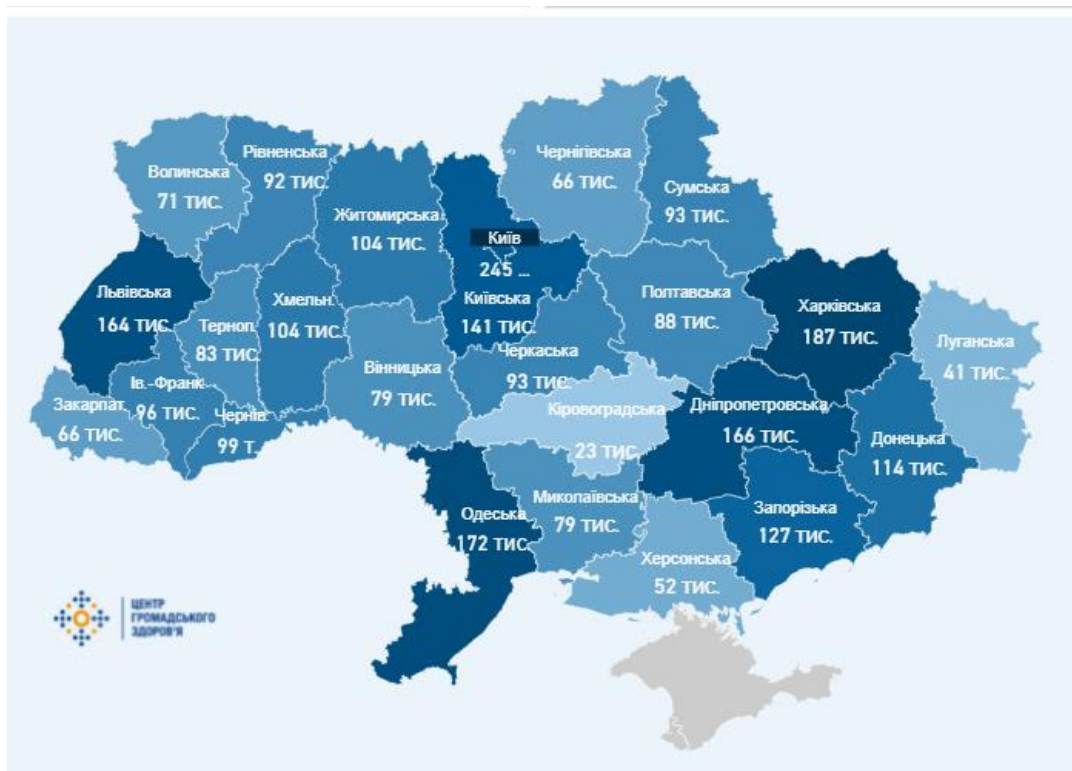 Волинська
71 ТИС.
Рівненська
92 ТИС.
Житомирська
104 ТИС.
Київ
245 ...
Київська
141 ТИС.
Чернігівська
66 ТИС.
Сумська
93 ТИС.
Львівська
164 ТИС.
Терноп.
83 ТИС.
Хмельн.
104 ТИС.
Вінницька
79 ТИС.
Черкаська
93 ТИС.
Полтавська
88 ТИС.
Харківська
187 ТИС.
Луганська
41 ТИС.
Закарпат.
66 ТИС.
Ів.-Франк.
96 ТИС.
Чернів.
99 Т..
Кіровоградська
23 ТИС.
Дніпропетровська
166 ТИС.
Донецька
114 ТИС.
Одеська
172 ТИС.
Миколаївська
79 ТИС.
Запорізька
127 ТИС.
Херсонська
52 ТИС.
ЦЕНТР
ГРОМАДСЬКОГО
ЗДОРОВ'Я